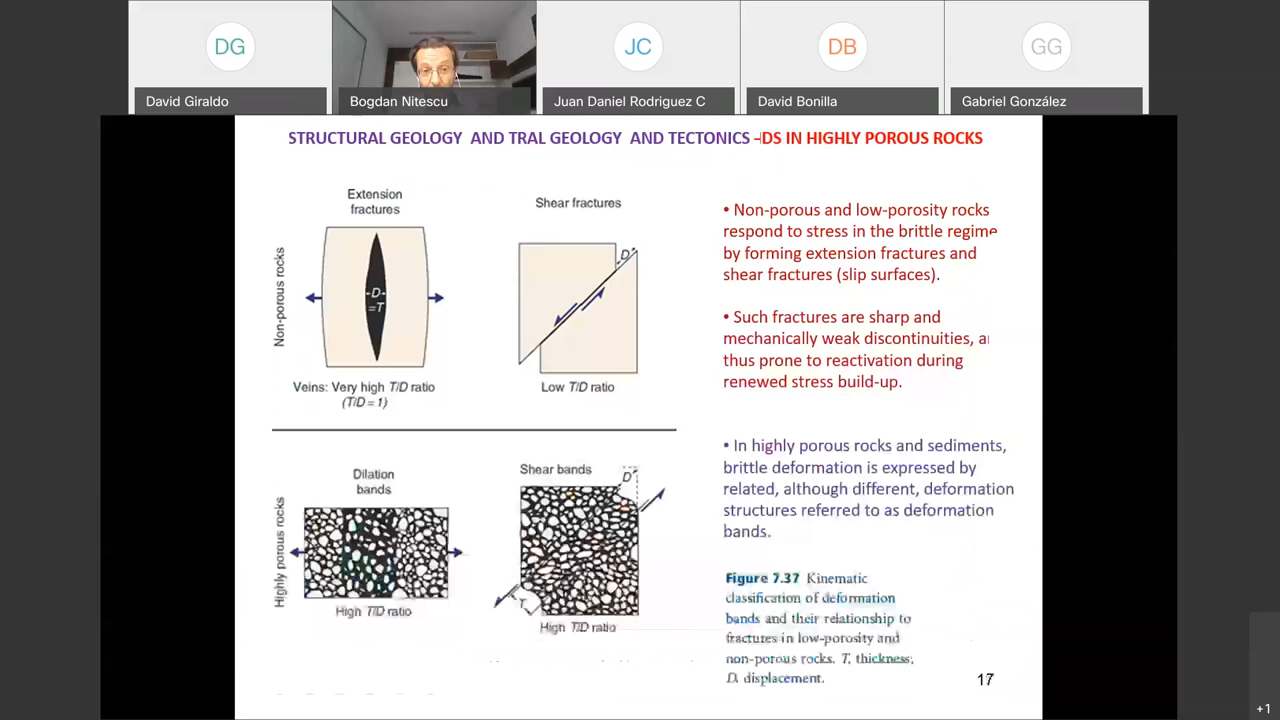 DG
JC
DB
GG
David Giraldo
Bogdan Nitescu
Juan Daniel Rodriguez C
David Bonilla
Gabriel González
STRUCTURAL GEOLOGY AND TRAL GEOLOGY AND TECTONICS -DS IN HIGHLY POROUS ROCKS
Extension
fractures
Shear fractures
Non-porous rocks
D
=T
D
Veins: Very high T/D ratio
(T/D = 1)
Low T/D ratio
• Non-porous and low-porosity rocks
respond to stress in the brittle regime
by forming extension fractures and
shear fractures (slip surfaces).
• Such fractures are sharp and
mechanically weak discontinuities, a
thus prone to reactivation during
renewed stress build-up.
Dilation
bands
Shear bands
Highly porous rocks
D
T
High T/D ratio
High T/D ratio
• In highly porous rocks and sediments,
brittle deformation is expressed by
related, although different, deformation
structures referred to as deformation
bands.
Figure 7.37 Kinematic
classification of deformation
bands and their relationship to
fractures in low-porosity and
non-porous rocks. T, thickness;
D, displacement.
17
+1